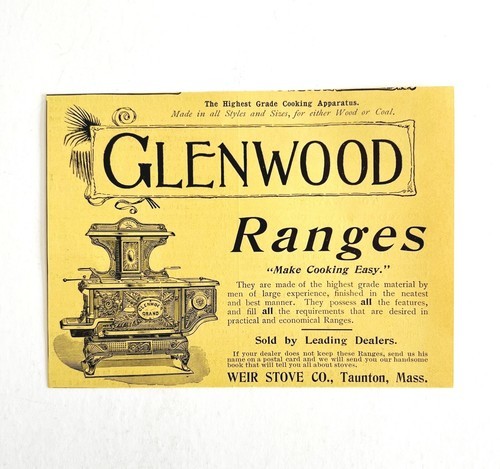 The Highest Grade Cooking Apparatus.
Made in all Styles and Sizes, for either Wood or Coal.
GLENWOOD
Ranges
"Make Cooking Easy."
They are made of the highest grade material by
men of large experience, finished in the neatest
and best manner. They possess all the features,
and fill all the requirements that are desired in
practical and economical Ranges.
Sold by Leading Dealers.
If your dealer does not keep these Ranges, send us his
name on a postal card and we will send you our handsome
book that will tell you all about stoves.
WEIR STOVE CO., Taunton, Mass.
GLENWOOD
GRAND